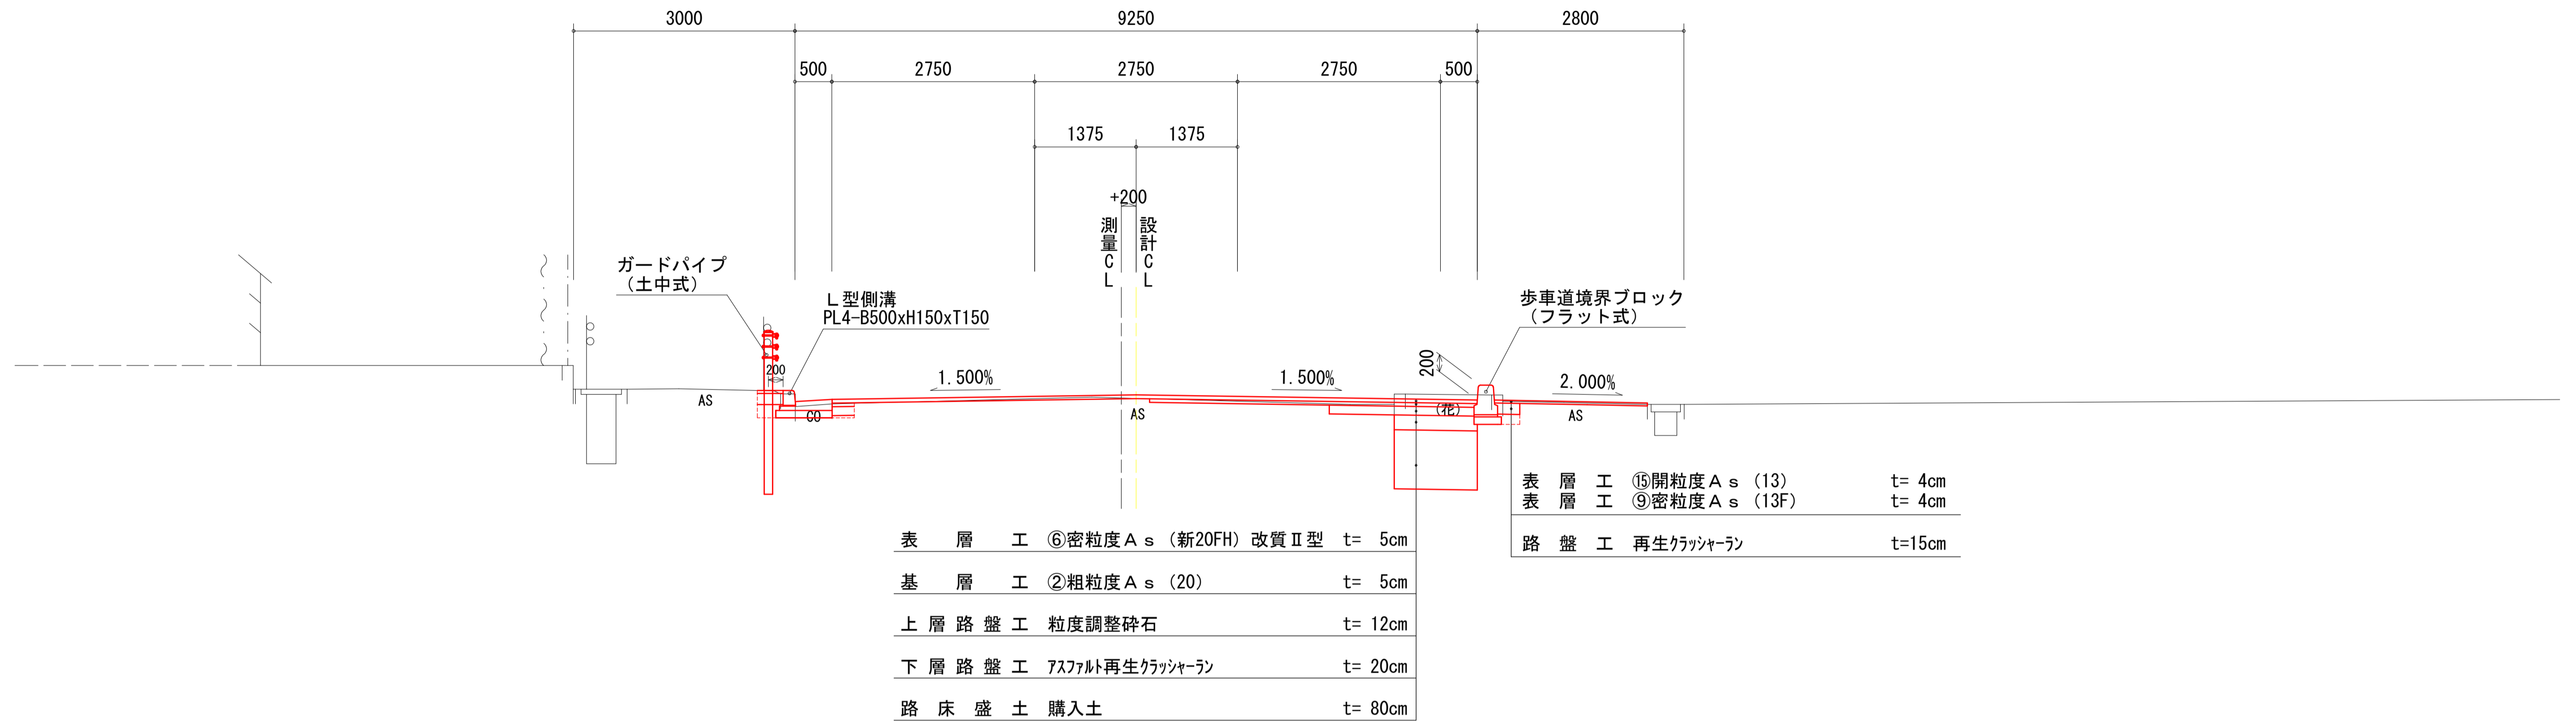 3000 9250 2800
500 2750 2750 2750 500
1375 1375
+200
測量CL 設計CL
ガードパイプ
（土中式）
L型側溝
PL4-B500xH150xT150
歩車道境界ブロック
（フラット式）
200
200
1.500%
1.500%
2.000%
AS
CO
AS
（花）
AS
表層工 ⑮開粒度As（13） t= 4cm
表層工 ⑨密粒度As（13F） t= 4cm
路盤工 再生ｸﾗｯｼｬｰﾗﾝ t=15cm
表層工 ⑥密粒度As（新20FH）改質Ⅱ型 t= 5cm
基層工 ②粗粒度As（20） t= 5cm
上層路盤工 粒度調整砕石 t= 12cm
下層路盤工 ｱｽﾌｧﾙﾄ再生ｸﾗｯｼｬｰﾗﾝ t= 20cm
路床盛土 購入土 t= 80cm